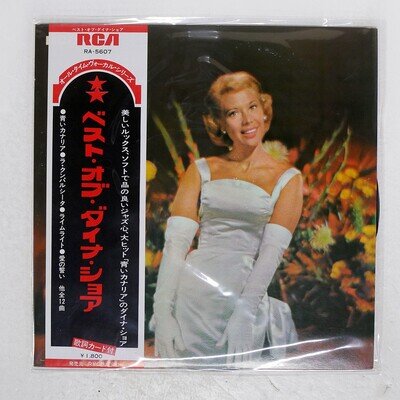 ベスト・オブ・ダイナ・ショア
RCA
RA-5607
オール・タイム・ヴォーカル・シリーズ
ベスト・オブ・ダイナ・ショア
美しいルックス、ソフトで品の良いジャズ心、大ヒット「青いカナリア」のダイナ・ショア
●青いカナリア●ラ・クンパルシータ●ライムライト●愛の誓い 他全12曲
歌詞カード付
¥1,800